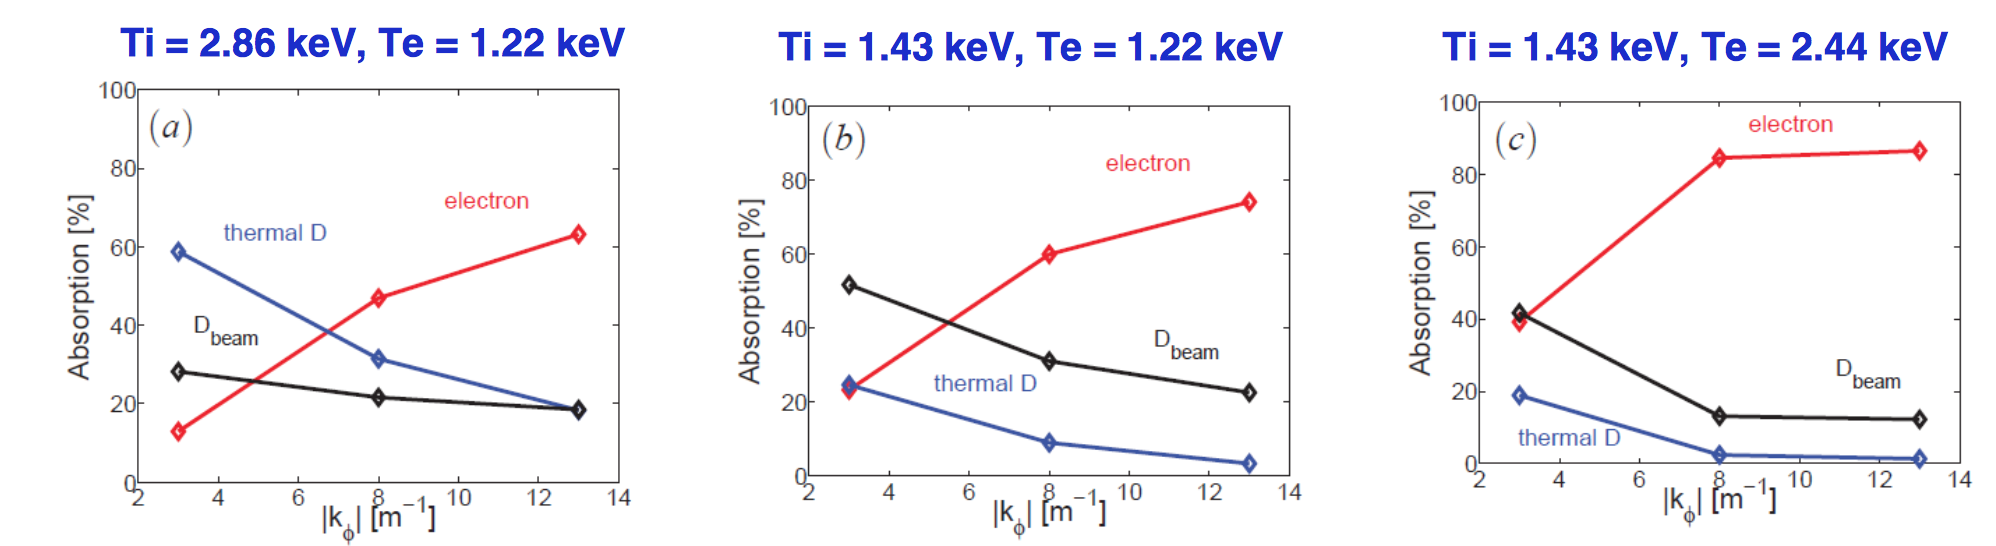 Ti = 2.86 keV, Te = 1.22 keV
(a)
Absorption [%]
100
80
60
40
20
0
2 4 6 8 10 12 14
|kϕ| [m⁻¹]
electron
thermal D
Dbeam
Ti = 1.43 keV, Te = 1.22 keV
(b)
Absorption [%]
100
80
60
40
20
0
2 4 6 8 10 12 14
|kϕ| [m⁻¹]
electron
Dbeam
thermal D
Ti = 1.43 keV, Te = 2.44 keV
(c)
Absorption [%]
100
80
60
40
20
0
2 4 6 8 10 12 14
|kϕ| [m⁻¹]
electron
Dbeam
thermal D